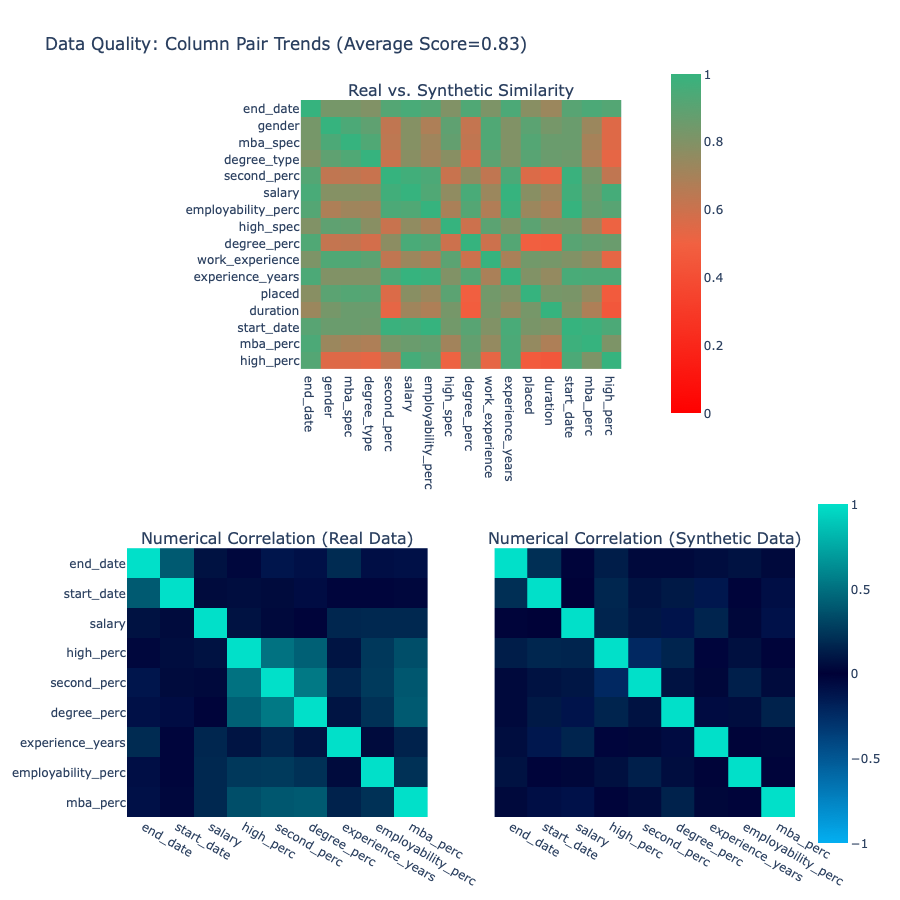 Data Quality: Column Pair Trends (Average Score=0.83)
Real vs. Synthetic Similarity
end_date
gender
mba_spec
degree_type
second_perc
salary
employability_perc
high_spec
degree_perc
work_experience
experience_years
placed
duration
start_date
mba_perc
high_perc
end_date
gender
mba_spec
degree_type
second_perc
salary
employability_perc
high_spec
degree_perc
work_experience
experience_years
placed
duration
start_date
mba_perc
high_perc
1
0.8
0.6
0.4
0.2
0
Numerical Correlation (Real Data)
end_date
start_date
salary
high_perc
second_perc
degree_perc
experience_years
employability_perc
mba_perc
end_date
start_date
salary
high_perc
second_perc
degree_perc
experience_years
employability_perc
mba_perc
Numerical Correlation (Synthetic Data)
end_date
start_date
salary
high_perc
second_perc
degree_perc
experience_years
employability_perc
mba_perc
1
0.5
0
−0.5
−1